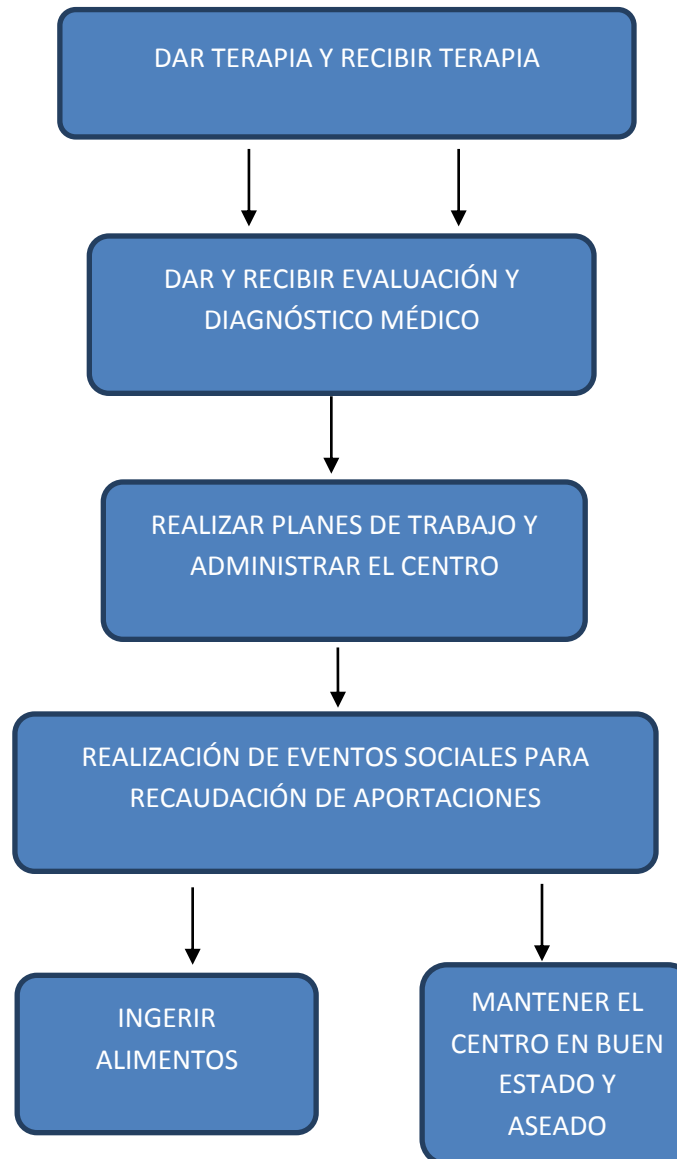 DAR TERAPIA Y RECIBIR TERAPIA
DAR Y RECIBIR EVALUACIÓN Y
DIAGNÓSTICO MÉDICO
REALIZAR PLANES DE TRABAJO Y
ADMINISTRAR EL CENTRO
REALIZACIÓN DE EVENTOS SOCIALES PARA
RECAUDACIÓN DE APORTACIONES
INGERIR
ALIMENTOS
MANTENER EL
CENTRO EN BUEN
ESTADO Y
ASEADO